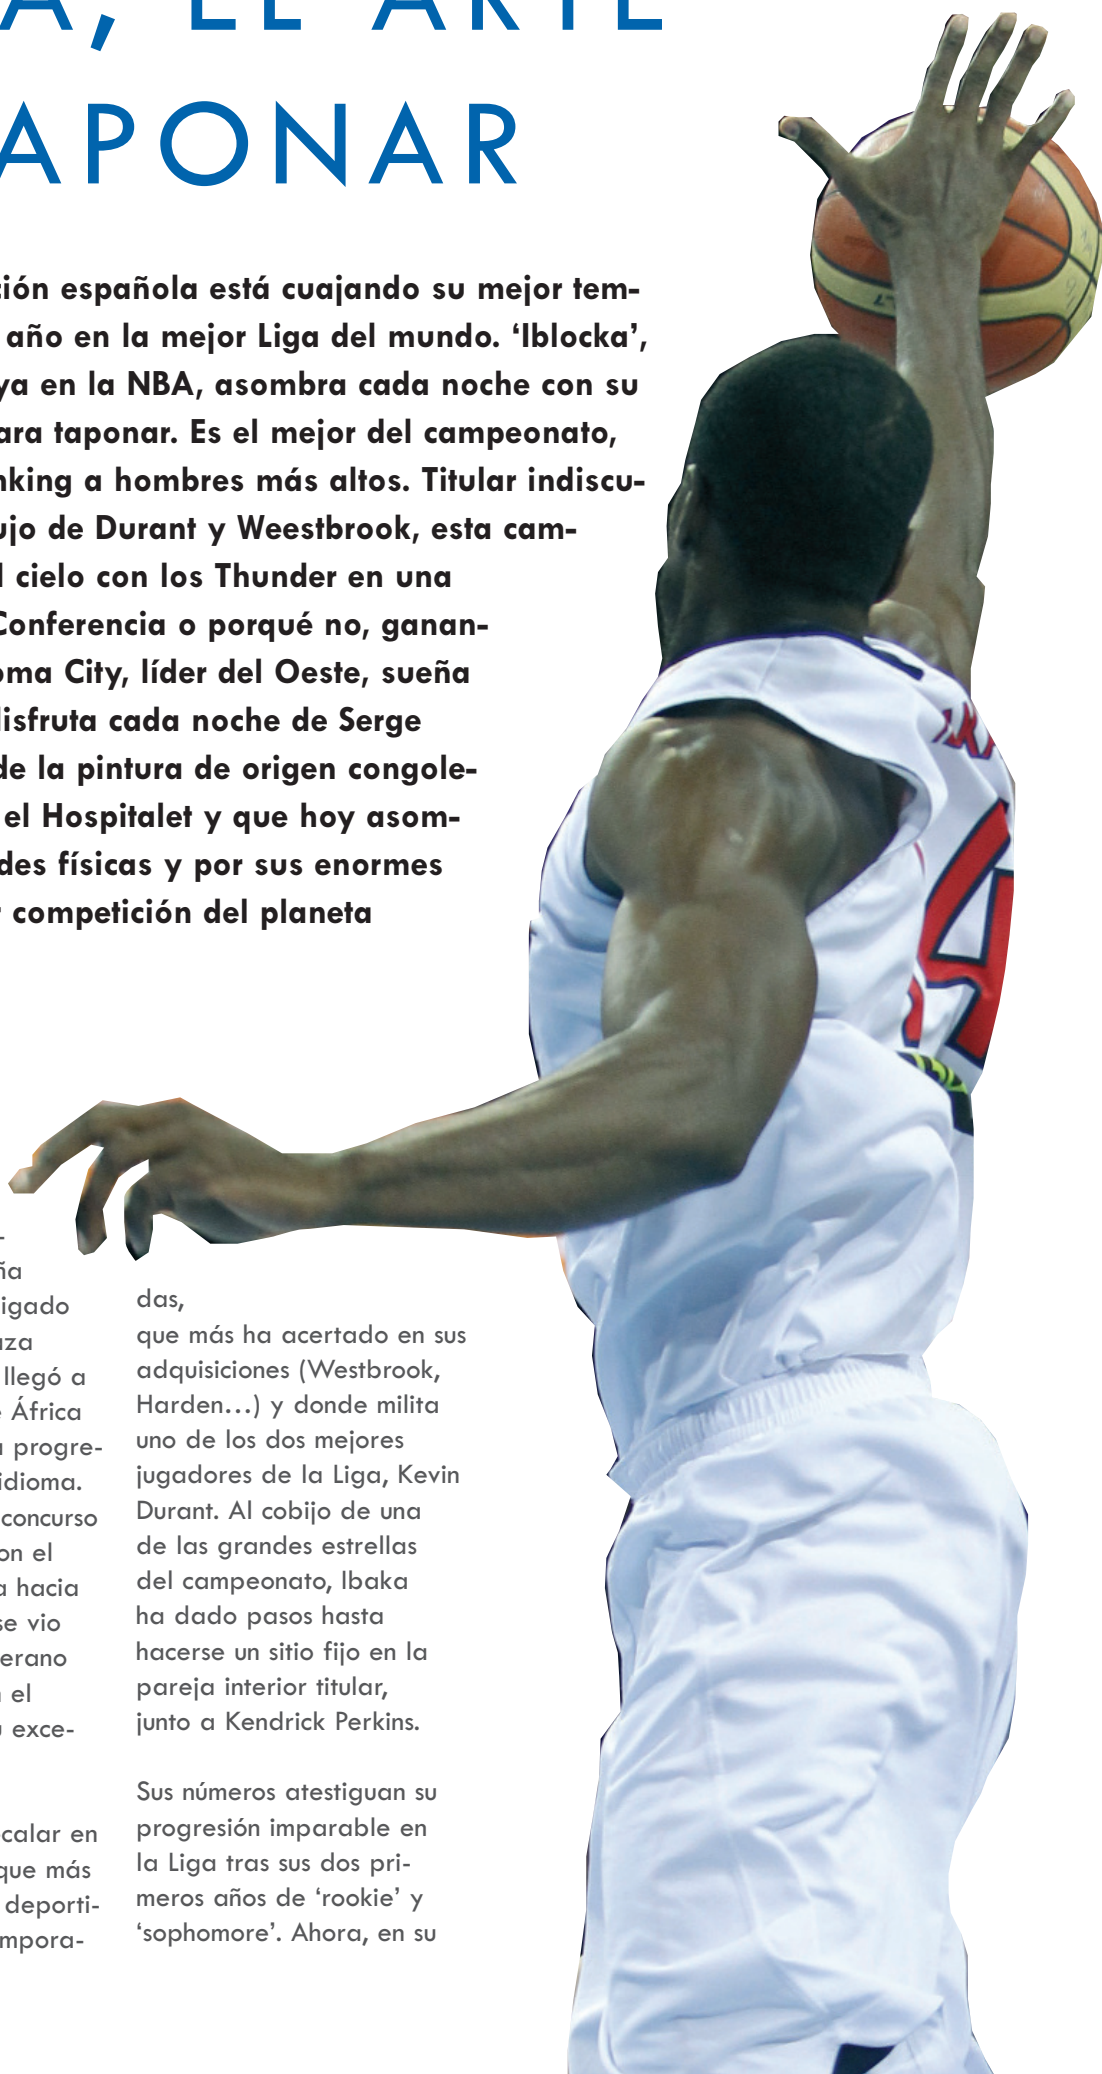 EL ARTE
APONAR
ción española está cuajando su mejor tem-
año en la mejor Liga del mundo. ‘Iblocka’,
ya en la NBA, asombra cada noche con su
ara taponar. Es el mejor del campeonato,
nking a hombres más altos. Titular indiscu-
ujo de Durant y Weestbrook, esta cam-
l cielo con los Thunder en una
Conferencia o porqué no, ganan-
oma City, líder del Oeste, sueña
disfruta cada noche de Serge
de la pintura de origen congole-
el Hospitalet y que hoy asom-
des físicas y por sus enormes
competición del planeta
4
ña
igado
aza
llegó a
África
progre-
idioma.
concurso
on el
a hacia
se vio
erano
el
exce-
calar en
que más
deporti-
mpora-
das,
que más ha acertado en sus
adquisiciones (Westbrook,
Harden...) y donde milita
uno de los dos mejores
jugadores de la Liga, Kevin
Durant. Al cobijo de una
de las grandes estrellas
del campeonato, Ibaka
ha dado pasos hasta
hacerse un sitio fijo en la
pareja interior titular,
junto a Kendrick Perkins.
Sus números atestiguan su
progresión imparable en
la Liga tras sus dos pri-
meros años de ‘rookie’ y
‘sophomore’. Ahora, en su